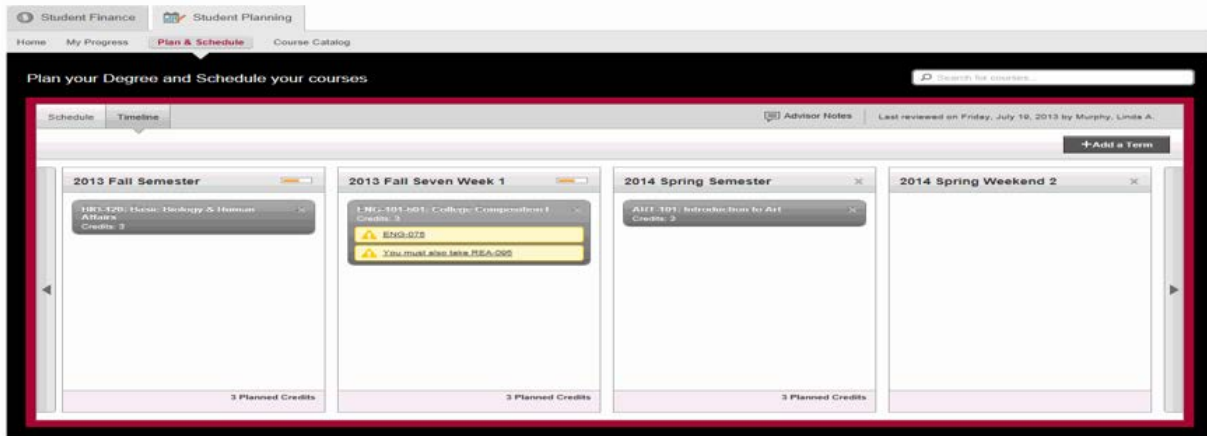 Student Finance Student Planning
Home My Progress Plan & Schedule Course Catalog
Plan your Degree and Schedule your courses
Search for courses...
Schedule Timeline
Advisor Notes Last reviewed on Friday, July 19, 2013 by Murphy, Linda A.
+Add a Term
2013 Fall Semester
BIO-120: Basic Biology & Human
Affairs
Credits: 3
3 Planned Credits
2013 Fall Seven Week 1
ENG-101-601: College Composition I
Credits: 3
ENG-078
You must also take REA-095
3 Planned Credits
2014 Spring Semester
ART-101: Introduction to Art
Credits: 3
3 Planned Credits
2014 Spring Weekend 2